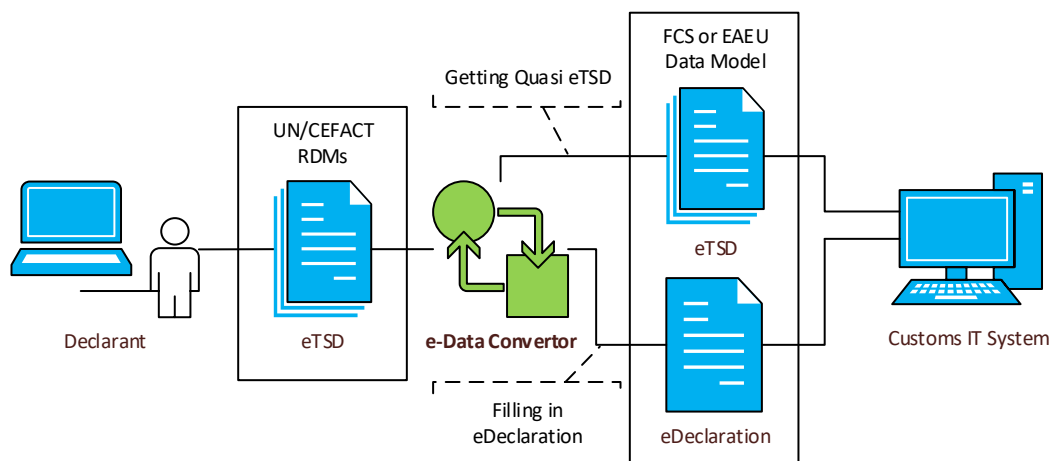 FCS or EAEU
Data Model
Getting Quasi eTSD
UN/CEFACT
RDMs
eTSD
Declarant
eTSD
e-Data Convertor
Customs IT System
Filling in
eDeclaration
eDeclaration